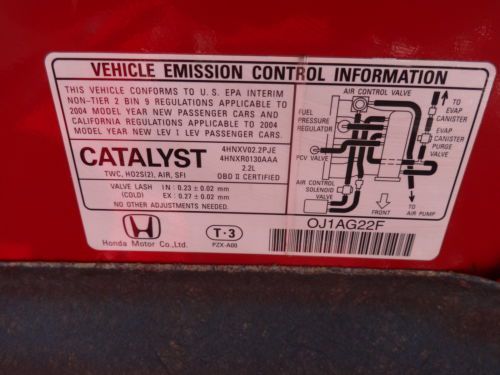 VEHICLE EMISSION CONTROL INFORMATION
THIS VEHICLE CONFORMS TO U.S. EPA INTERIM
NON-TIER 2 BIN 9 REGULATIONS APPLICABLE TO
2004 MODEL YEAR NEW PASSENGER CARS AND
CALIFORNIA REGULATIONS APPLICABLE TO 2004
MODEL YEAR NEW LEV I LEV PASSENGER CARS.
CATALYST
TWC, HO2S(2), AIR, SFI
4HNXV02.2PJE
4HNXR0130AAA
2.2L
OBD II CERTIFIED
VALVE LASH
(COLD)
IN : 0.23 ± 0.02 mm
EX : 0.27 ± 0.02 mm
NO OTHER ADJUSTMENTS NEEDED.
Honda Motor Co.,Ltd.
T-3
PZX-A00
AIR CONTROL VALVE
FUEL
PRESSURE
REGULATOR
PCV VALVE
AIR CONTROL
SOLENOID
VALVE
TO
EVAP
CANISTER
EVAP
CANISTER
PURGE
VALVE
FRONT
TO
AIR PUMP
OJ1AG22F